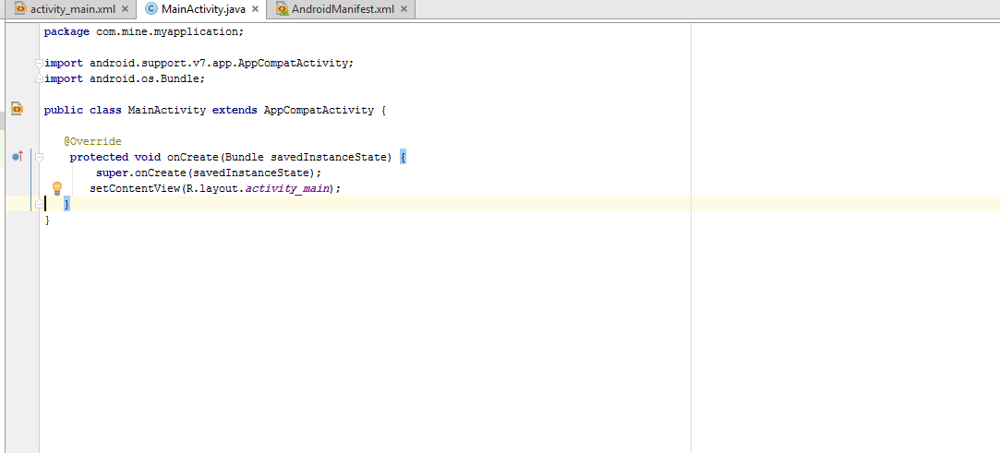 activity_main.xml MainActivity.java AndroidManifest.xml
package com.mine.myapplication;
import android.support.v7.app.AppCompatActivity;
import android.os.Bundle;
public class MainActivity extends AppCompatActivity {
@Override
protected void onCreate(Bundle savedInstanceState) {
super.onCreate(savedInstanceState);
setContentView(R.layout.activity_main);
}
}